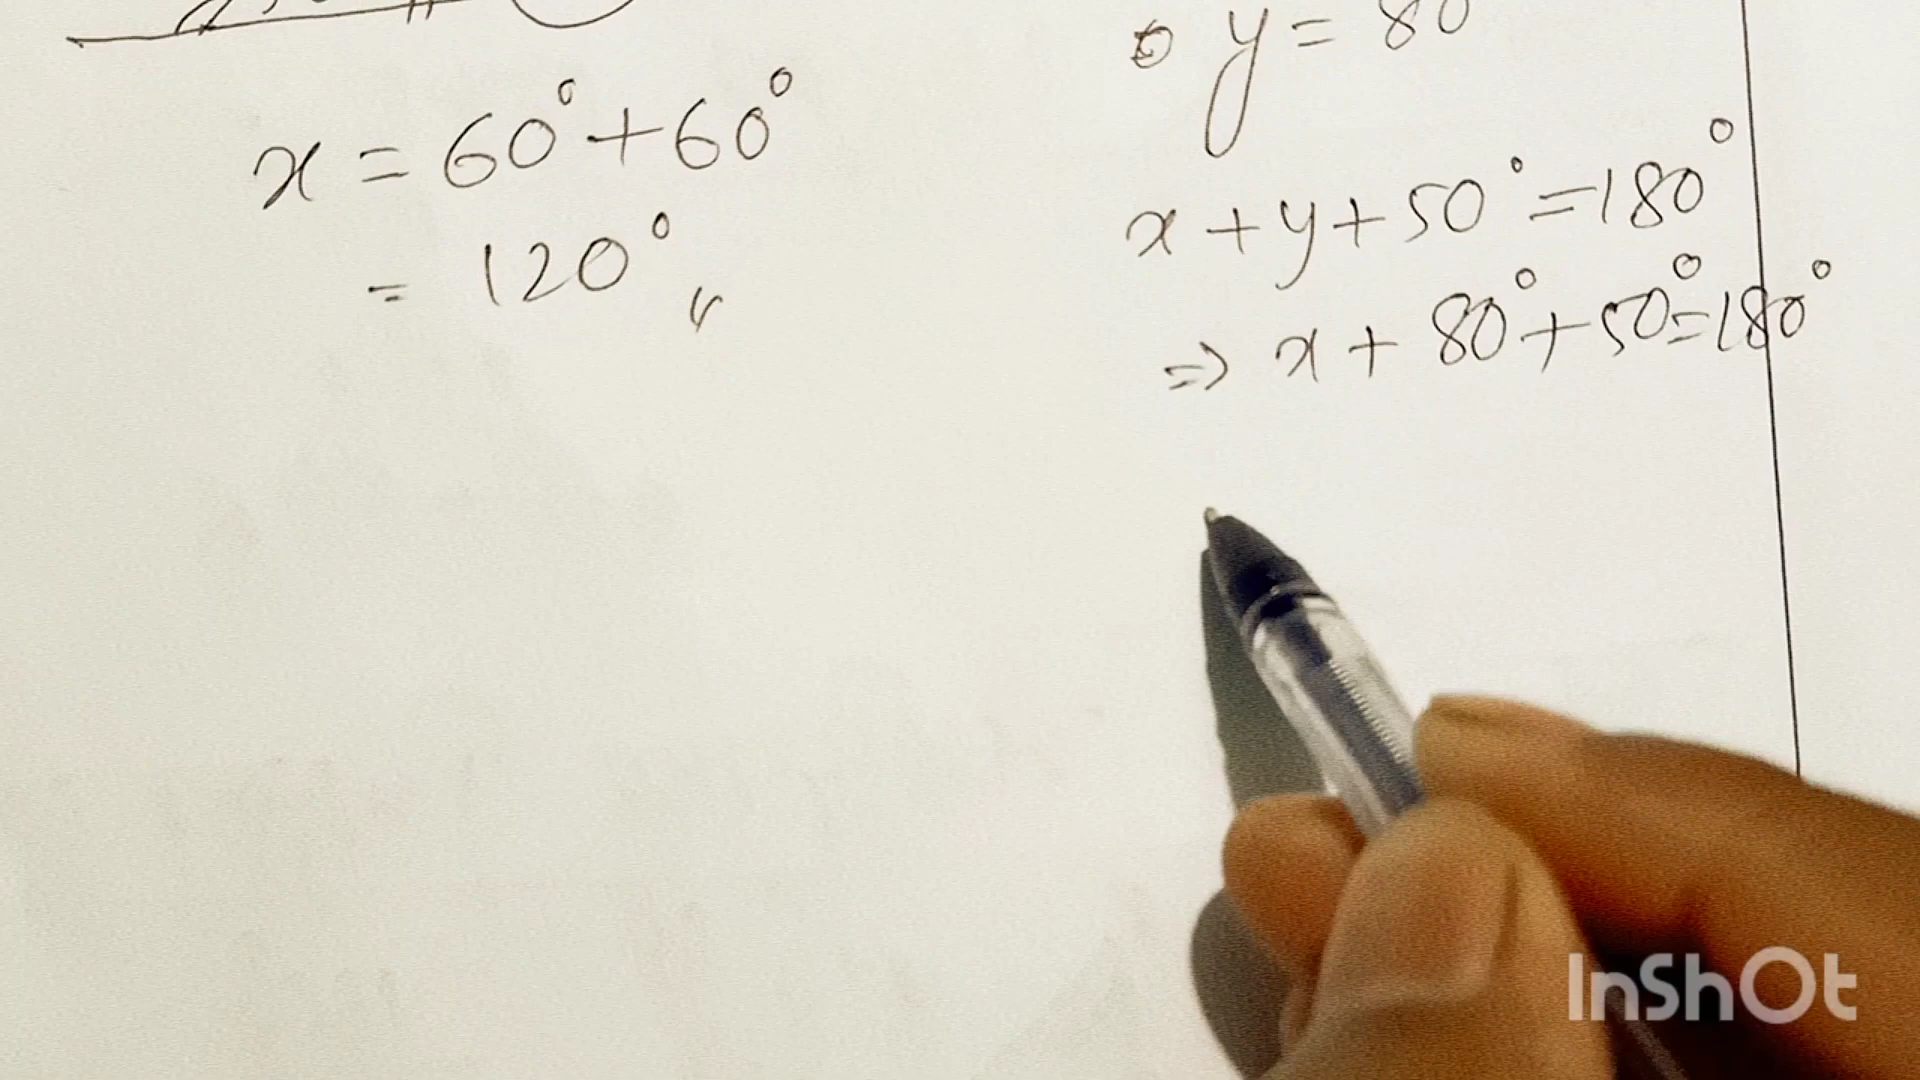 x = 60° + 60°
= 120°
y = 80
x + y + 50° = 180°
⇒ x + 80° + 50° = 180°
InShOt